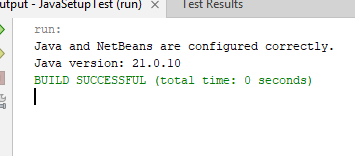 utput - JavaSetupTest (run) × Test Results
run:
Java and NetBeans are configured correctly.
Java version: 21.0.10
BUILD SUCCESSFUL (total time: 0 seconds)